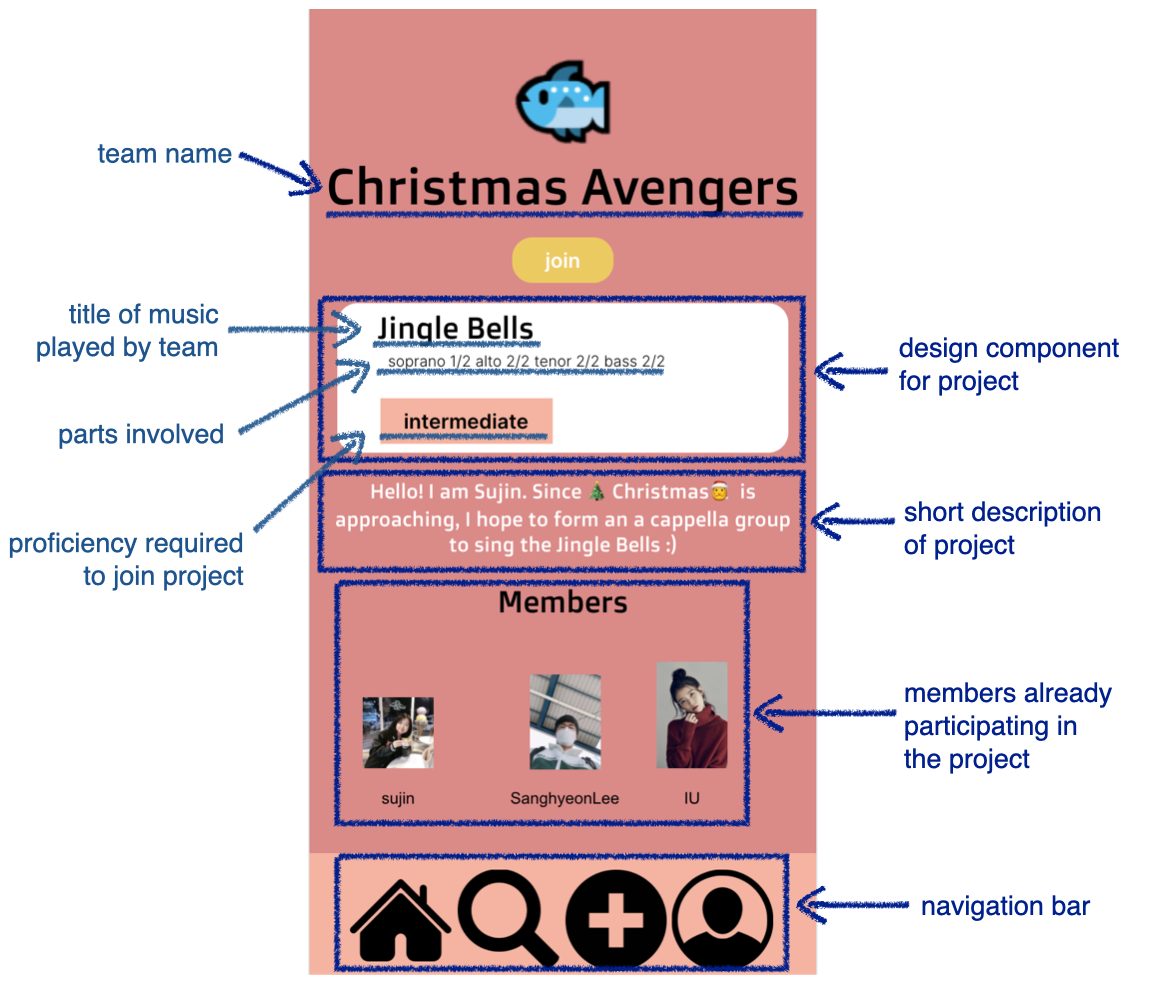 team name
Christmas Avengers
join
title of music
played by team
Jingle Bells
soprano 1/2 alto 2/2 tenor 2/2 bass 2/2
parts involved
intermediate
proficiency required
to join project
design component
for project
Hello! I am Sujin. Since 🎄 Christmas🎅 is
approaching, I hope to form an a cappella group
to sing the Jingle Bells :)
short description
of project
Members
sujin
SanghyeonLee
IU
members already
participating in
the project
navigation bar